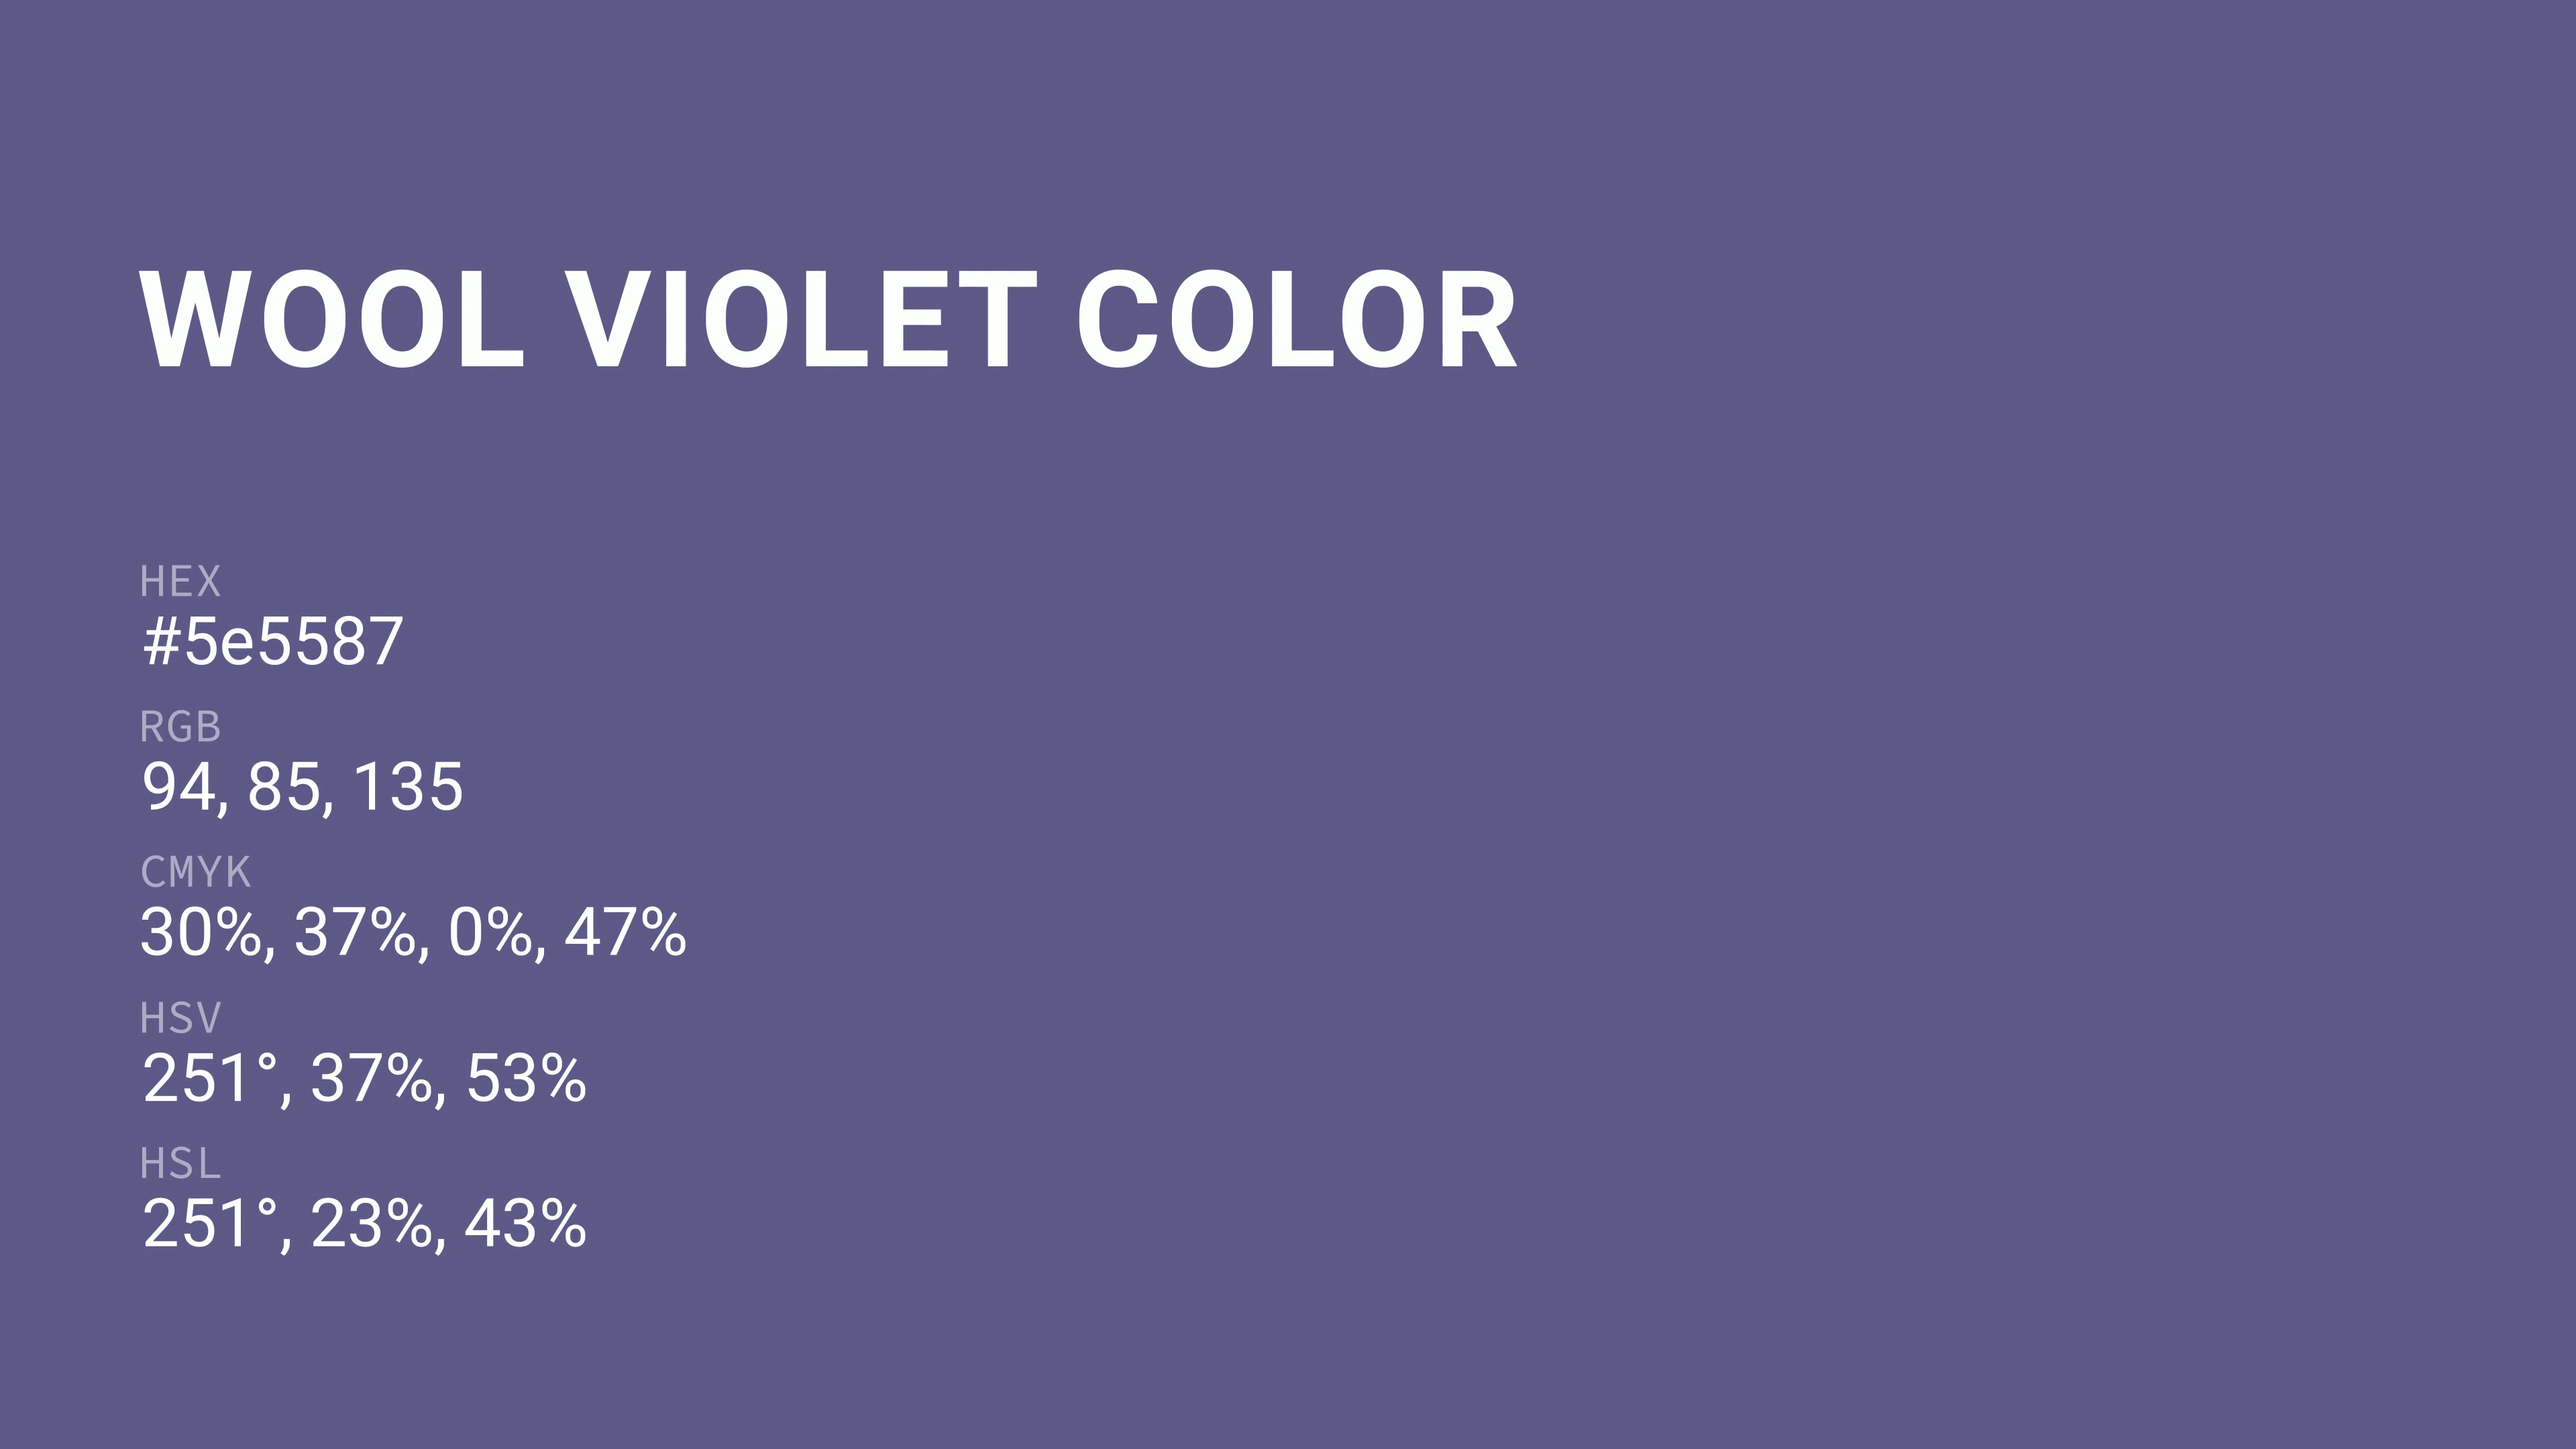 WOOL VIOLET COLOR
HEX
#5e5587
RGB
94, 85, 135
CMYK
30%, 37%, 0%, 47%
HSV
251°, 37%, 53%
HSL
251°, 23%, 43%